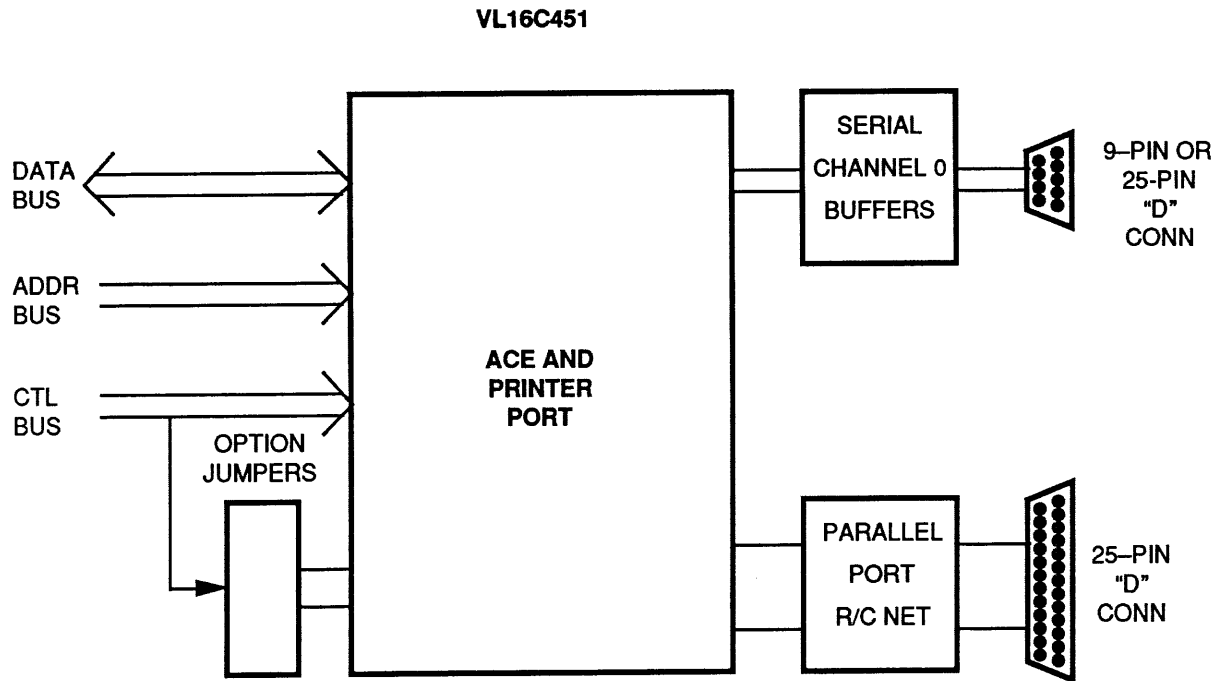 VL16C451
DATA
BUS
ADDR
BUS
CTL
BUS
OPTION
JUMPERS
ACE AND
PRINTER
PORT
SERIAL
CHANNEL 0
BUFFERS
9–PIN OR
25-PIN
“D”
CONN
PARALLEL
PORT
R/C NET
25–PIN
"D"
CONN